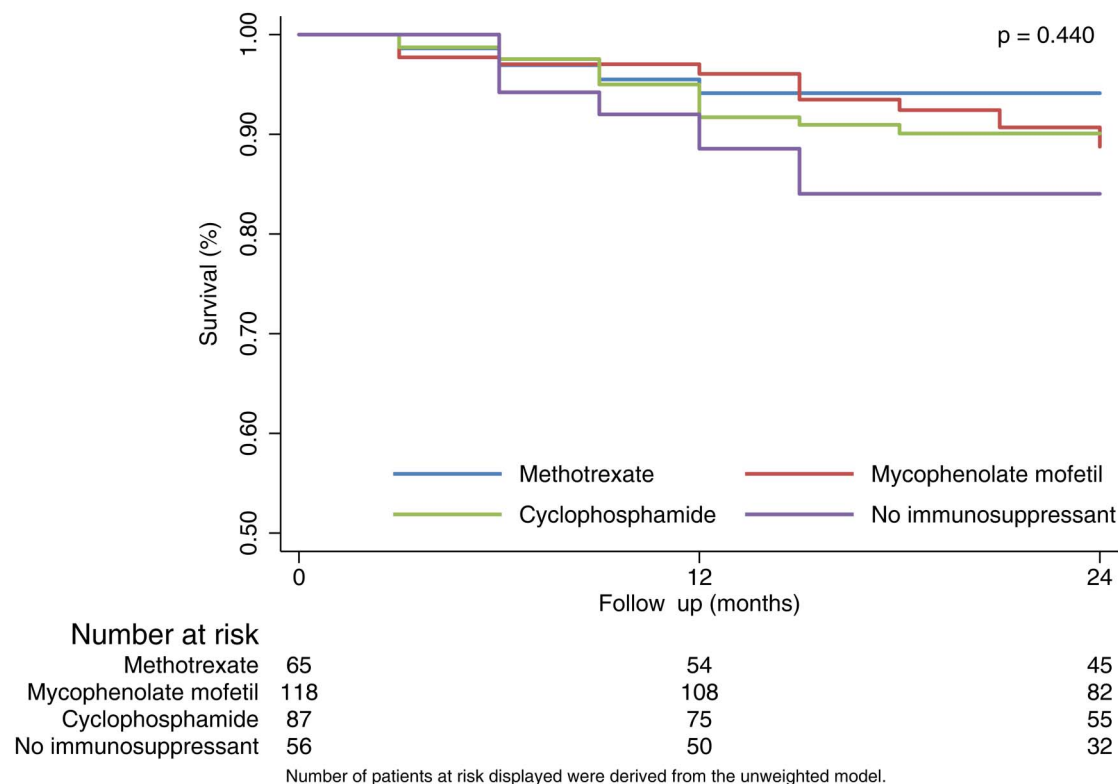 p = 0.440
1.00
0.90
0.80
0.70
0.60
0.50
Survival (%)
Methotrexate
Mycophenolate mofetil
Cyclophosphamide
No immunosuppressant
0 12 24
Follow up (months)
Number at risk
Methotrexate 65 54 45
Mycophenolate mofetil 118 108 82
Cyclophosphamide 87 75 55
No immunosuppressant 56 50 32
Number of patients at risk displayed were derived from the unweighted model.